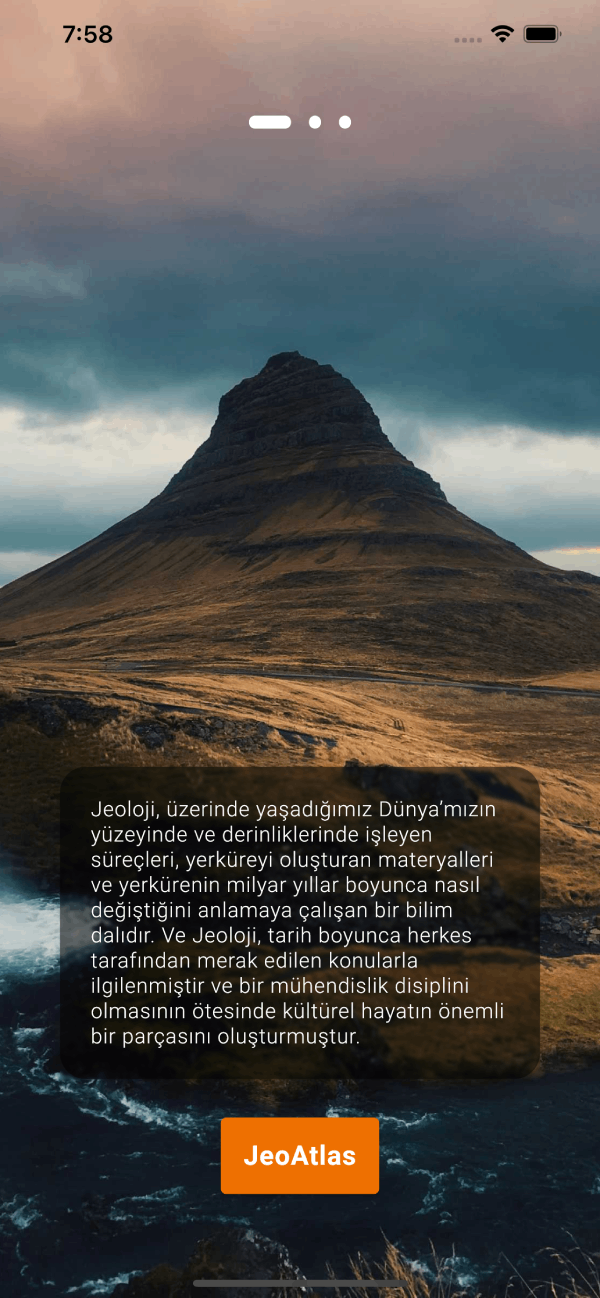 7:58
Jeoloji, üzerinde yaşadığımız Dünya’mızın
yüzeyinde ve derinliklerinde işleyen
süreçleri, yerküreyi oluşturan materyalleri
ve yerkürenin milyar yıllar boyunca nasıl
değiştiğini anlamaya çalışan bir bilim
dalıdır. Ve Jeoloji, tarih boyunca herkes
tarafından merak edilen konularla
ilgilenmiştir ve bir mühendislik disiplini
olmasının ötesinde kültürel hayatın önemli
bir parçasını oluşturmuştur.
JeoAtlas